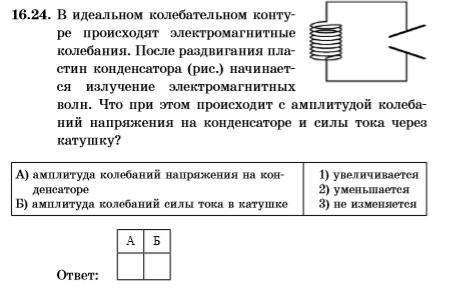 16.24. В идеальном колебательном конту-
ре происходят электромагнитные
колебания. После раздвигания пла-
стин конденсатора (рис.) начинает-
ся излучение электромагнитных
волн. Что при этом происходит с амплитудой колеба-
ний напряжения на конденсаторе и силы тока через
катушку?
А) амплитуда колебаний напряжения на кон-
денсаторе
Б) амплитуда колебаний силы тока в катушке
1) увеличивается
2) уменьшается
3) не изменяется
А Б
Ответ: